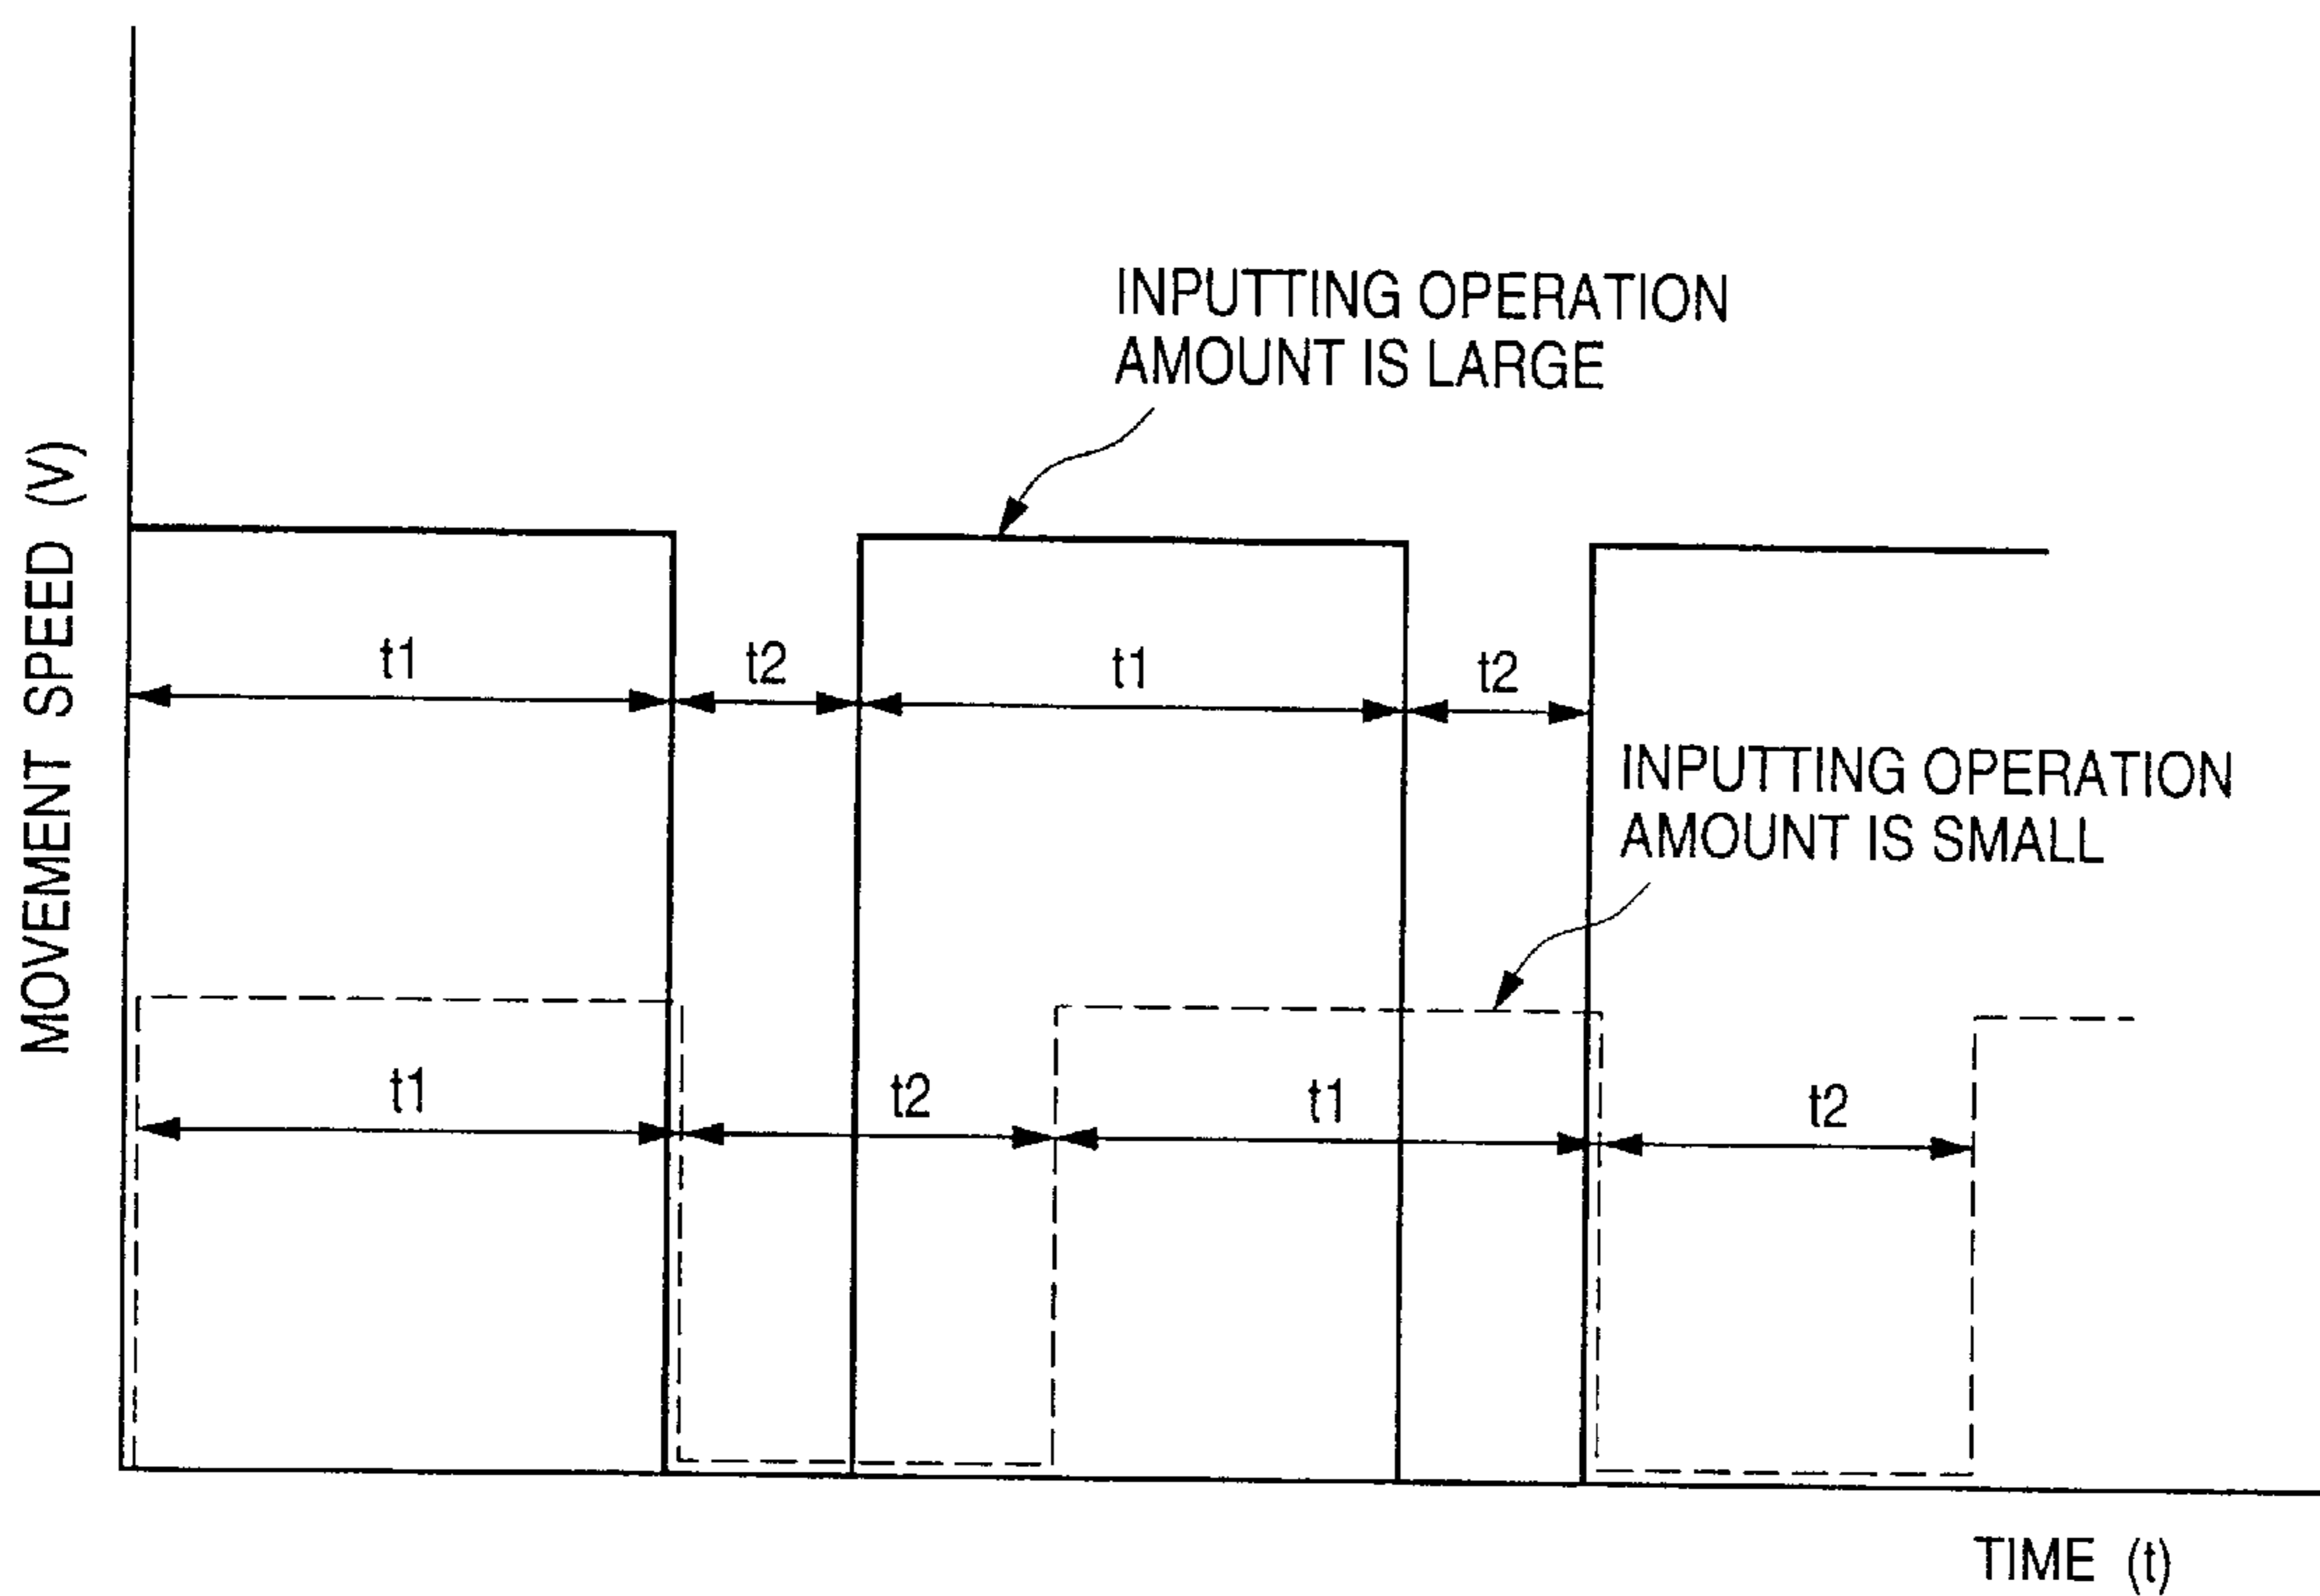 INPUTTING OPERATION
AMOUNT IS LARGE
MOVEMENT SPEED (V)
t1
t2
t1
t2
INPUTTING OPERATION
AMOUNT IS SMALL
t1
t2
t1
t2
TIME (t)